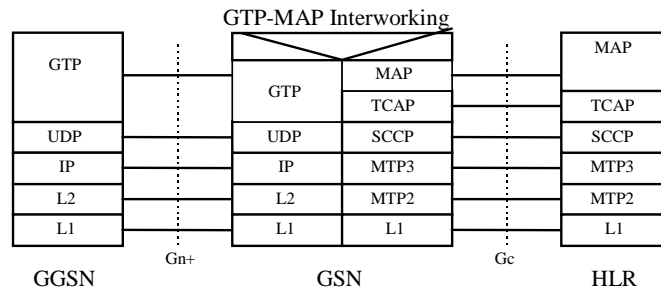 GTP-MAP Interworking
GTP MAP MAP
GTP
TCAP TCAP
UDP UDP SCCP SCCP
IP IP MTP3 MTP3
L2 L2 MTP2 MTP2
L1 L1 L1 L1
Gn+ Gc
GGSN GSN HLR